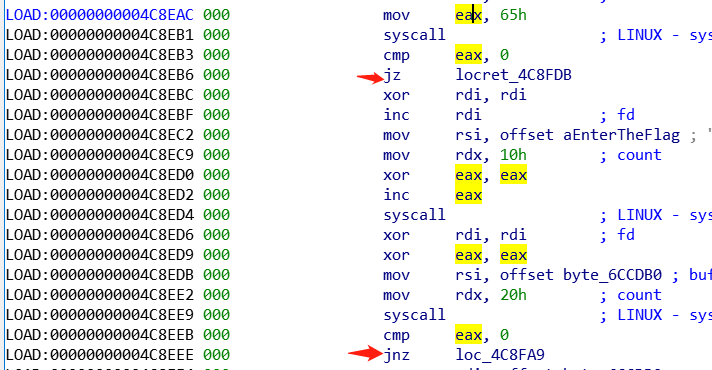 LOAD:00000000004C8EAC 000 mov eax, 65h
LOAD:00000000004C8EB1 000 syscall ; LINUX - sys
LOAD:00000000004C8EB3 000 cmp eax, 0
LOAD:00000000004C8EB6 000 jz locret_4C8FDB
LOAD:00000000004C8EBC 000 xor rdi, rdi
LOAD:00000000004C8EBF 000 inc rdi ; fd
LOAD:00000000004C8EC2 000 mov rsi, offset aEnterTheFlag ; "
LOAD:00000000004C8EC9 000 mov rdx, 10h ; count
LOAD:00000000004C8ED0 000 xor eax, eax
LOAD:00000000004C8ED2 000 inc eax
LOAD:00000000004C8ED4 000 syscall ; LINUX - sys
LOAD:00000000004C8ED6 000 xor rdi, rdi ; fd
LOAD:00000000004C8ED9 000 xor eax, eax
LOAD:00000000004C8EDB 000 mov rsi, offset byte_6CCDB0 ; buf
LOAD:00000000004C8EE2 000 mov rdx, 20h ; count
LOAD:00000000004C8EE9 000 syscall ; LINUX - sys
LOAD:00000000004C8EEB 000 cmp eax, 0
LOAD:00000000004C8EEE 000 jnz loc_4C8FA9